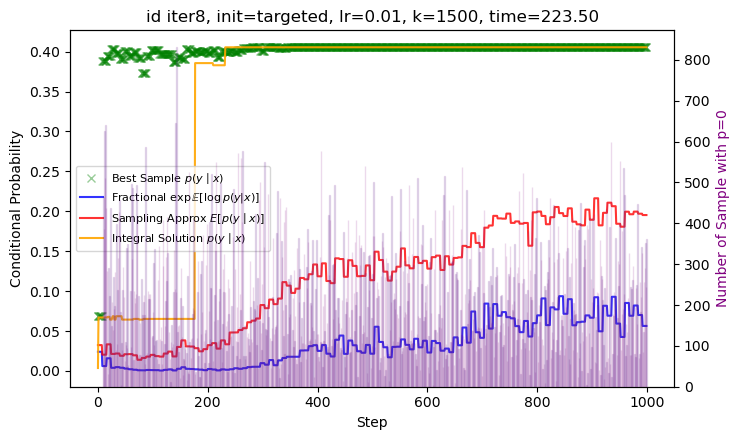 id iter8, init=targeted, lr=0.01, k=1500, time=223.50
Conditional Probability
0.40
0.35
0.30
0.25
0.20
0.15
0.10
0.05
0.00
Best Sample p(y | x)
Fractional exp𝔼[log p(y|x)]
Sampling Approx E[p(y | x)]
Integral Solution p(y | x)
800
700
600
500
400
300
200
100
0
Number of Sample with p=0
0 200 400 600 800 1000
Step